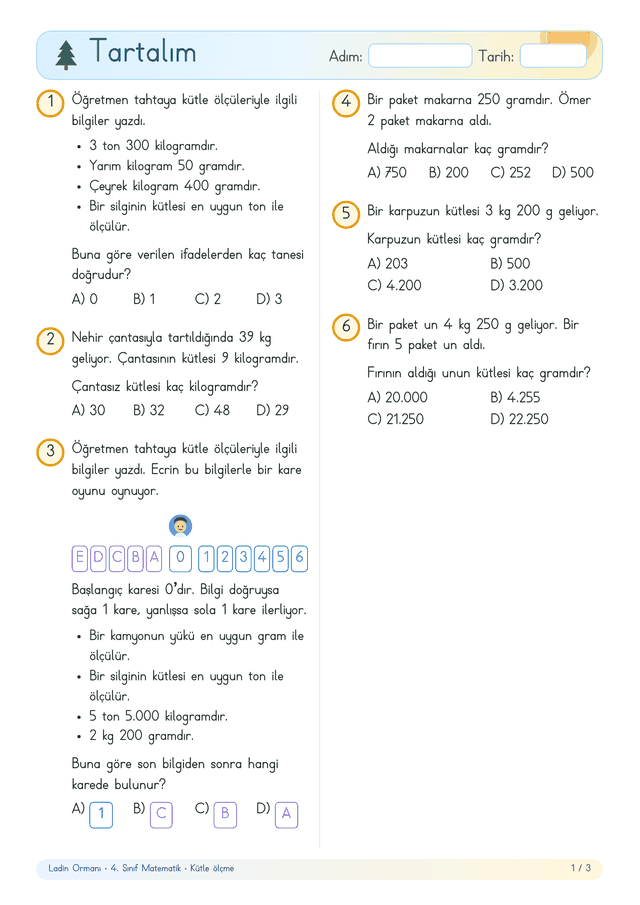 Tartalım
Adım:
Tarih:
1
Öğretmen tahtaya kütle ölçüleriyle ilgili
bilgiler yazdı.
• 3 ton 300 kilogramdır.
• Yarım kilogram 50 gramdır.
• Çeyrek kilogram 400 gramdır.
• Bir silginin kütlesi en uygun ton ile
ölçülür.
Buna göre verilen ifadelerden kaç tanesi
doğrudur?
A) 0 B) 1 C) 2 D) 3
2
Nehir çantasıyla tartıldığında 39 kg
geliyor. Çantasının kütlesi 9 kilogramdır.
Çantasız kütlesi kaç kilogramdır?
A) 30 B) 32 C) 48 D) 29
3
Öğretmen tahtaya kütle ölçüleriyle ilgili
bilgiler yazdı. Ecrin bu bilgilerle bir kare
oyunu oynuyor.
E D C B A 0 1 2 3 4 5 6
Başlangıç karesi 0’dır. Bilgi doğruysa
sağa 1 kare, yanlışsa sola 1 kare ilerliyor.
• Bir kamyonun yükü en uygun gram ile
ölçülür.
• Bir silginin kütlesi en uygun ton ile
ölçülür.
• 5 ton 5.000 kilogramdır.
• 2 kg 200 gramdır.
Buna göre son bilgiden sonra hangi
karede bulunur?
A) 1 B) C C) B D) A
4
Bir paket makarna 250 gramdır. Ömer
2 paket makarna aldı.
Aldığı makarnalar kaç gramdır?
A) 750 B) 200 C) 252 D) 500
5
Bir karpuzun kütlesi 3 kg 200 g geliyor.
Karpuzun kütlesi kaç gramdır?
A) 203 B) 500
C) 4.200 D) 3.200
6
Bir paket un 4 kg 250 g geliyor. Bir
fırın 5 paket un aldı.
Fırının aldığı unun kütlesi kaç gramdır?
A) 20.000 B) 4.255
C) 21.250 D) 22.250
Ladin Ormanı • 4. Sınıf Matematik • Kütle ölçme
1 / 3